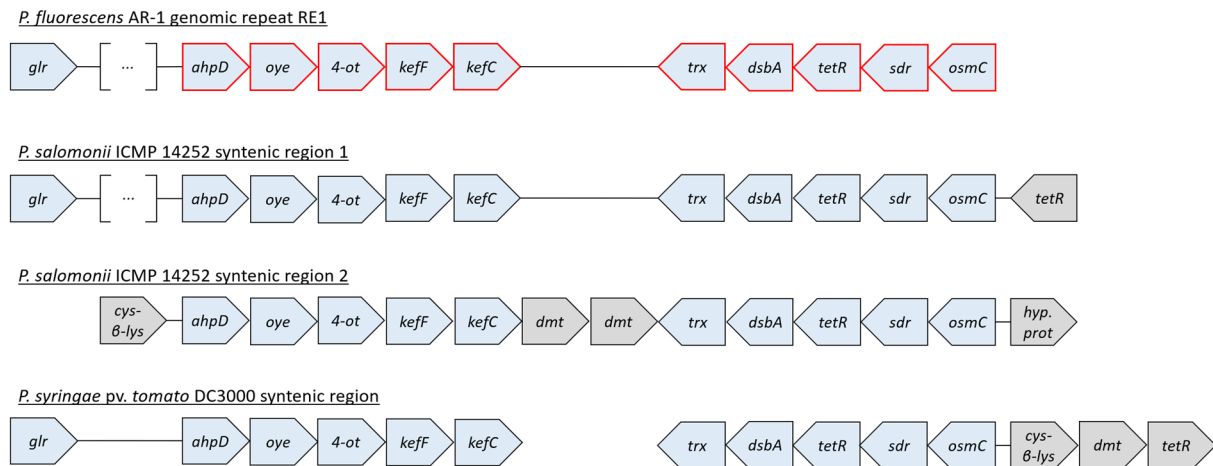 P. fluorescens AR-1 genomic repeat RE1
glr ... ahpD oye 4-ot kefF kefC trx dsbA tetR sdr osmC
P. salomonii ICMP 14252 syntenic region 1
glr ... ahpD oye 4-ot kefF kefC trx dsbA tetR sdr osmC tetR
P. salomonii ICMP 14252 syntenic region 2
cys-β-lys ahpD oye 4-ot kefF kefC dmt dmt trx dsbA tetR sdr osmC hyp. prot
P. syringae pv. tomato DC3000 syntenic region
glr ahpD oye 4-ot kefF kefC trx dsbA tetR sdr osmC cys-β-lys dmt tetR